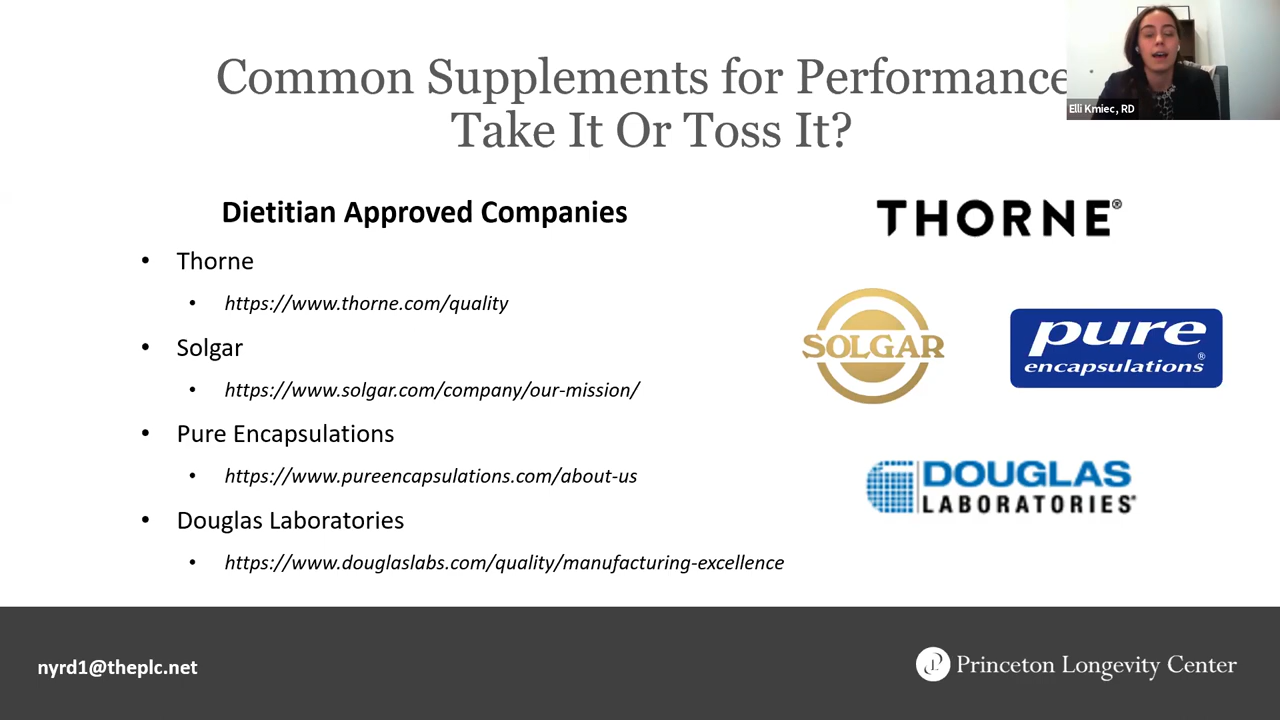 Common Supplements for Performance
Take It Or Toss It?
Elli Kmiec, RD
Dietitian Approved Companies
• Thorne
• https://www.thorne.com/quality
• Solgar
• https://www.solgar.com/company/our-mission/
• Pure Encapsulations
• https://www.pureencapsulations.com/about-us
• Douglas Laboratories
• https://www.douglaslabs.com/quality/manufacturing-excellence
THORNE®
SOLGAR
pure
encapsulations®
DOUGLAS
LABORATORIES®
nyrd1@theplc.net
Princeton Longevity Center